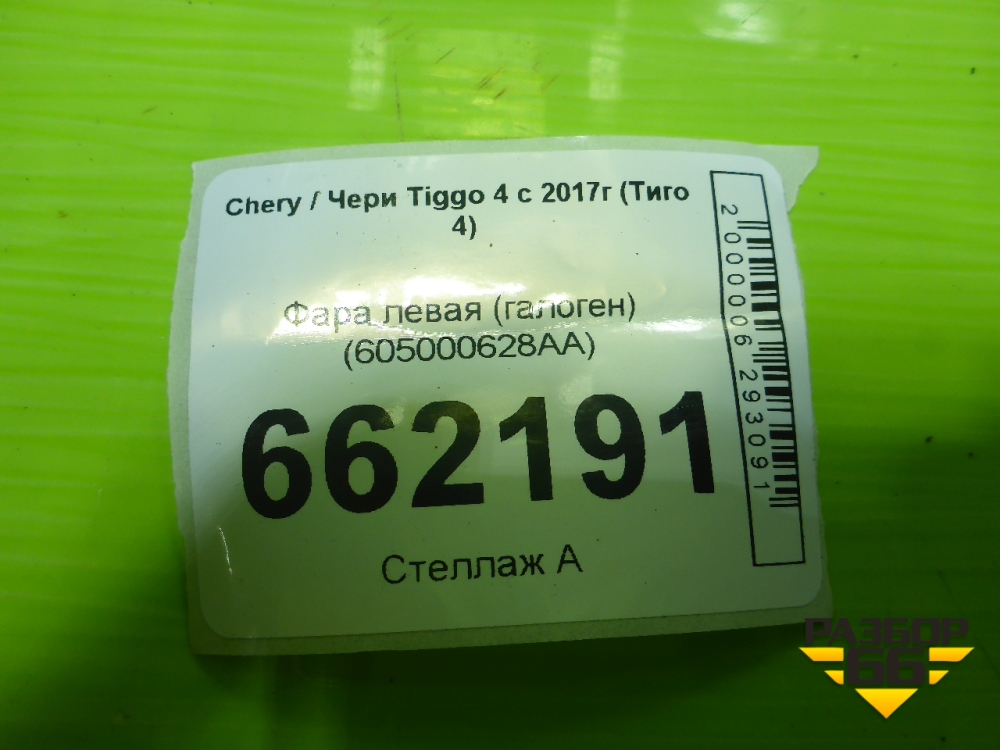 Chery / Чери Tiggo 4 с 2017г (Тиго
4)
Фара левая (галоген)
(605000628AA)
662191
Стеллаж А
2000006293091
РАЗБОР
66